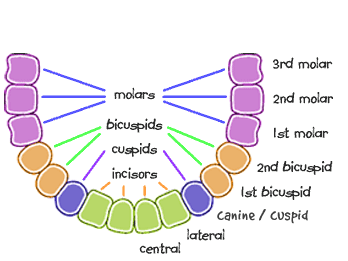 3rd molar
molars
2nd molar
bicuspids
1st molar
cuspids
2nd bicuspid
incisors
1st bicuspid
Canine / Cuspid
lateral
central